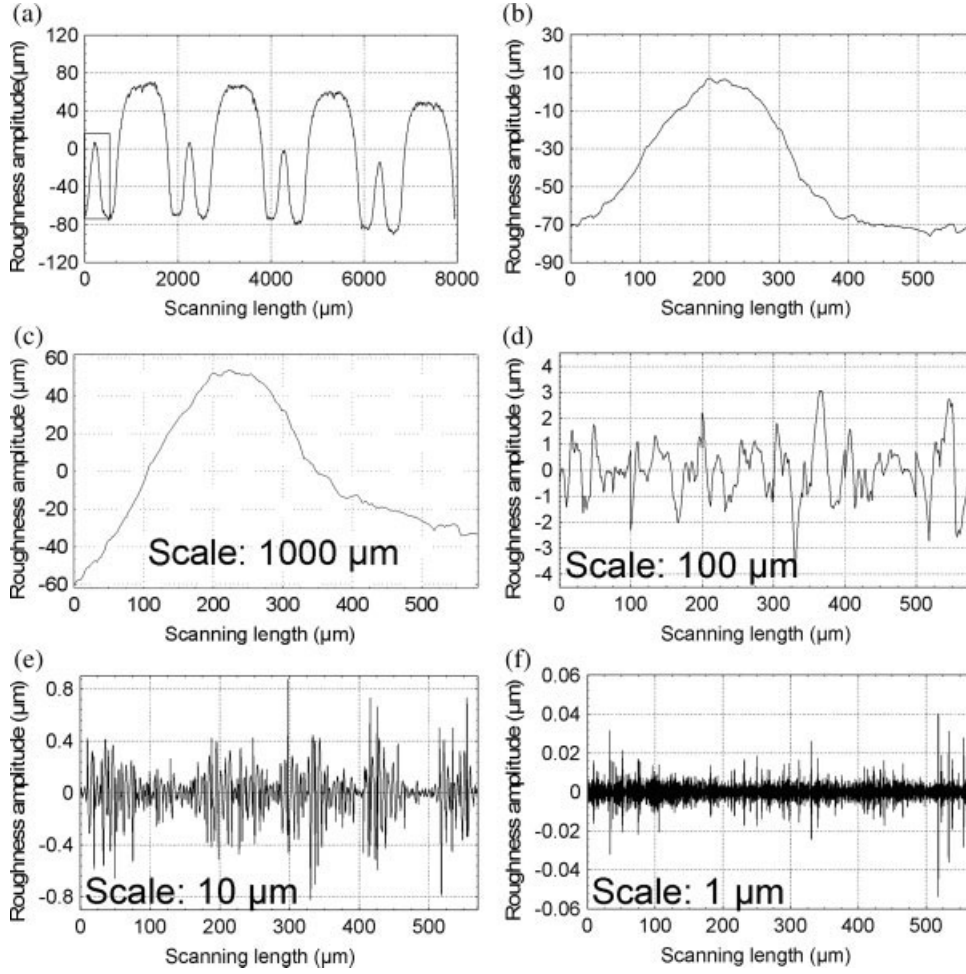 (a)
Roughness amplitude(µm)
120
80
40
0
-40
-80
-120
0 2000 4000 6000 8000
Scanning length (µm)
(b)
Roughness amplitude (µm)
30
10
-10
-30
-50
-70
-90
0 100 200 300 400 500
Scanning length (µm)
(c)
Roughness amplitude (µm)
60
40
20
0
-20
-40
-60
Scale: 1000 µm
0 100 200 300 400 500
Scanning length (µm)
(d)
Roughness amplitude (µm)
4
3
2
1
0
-1
-2
-3
-4
Scale: 100 µm
0 100 200 300 400 500
Scanning length (µm)
(e)
Roughness amplitude (µm)
0.8
0.4
0
-0.4
-0.8
Scale: 10 µm
0 100 200 300 400 500
Scanning length (µm)
(f)
Roughness amplitude (µm)
0.06
0.04
0.02
0
-0.02
-0.04
-0.06
Scale: 1 µm
0 100 200 300 400 500
Scanning length (µm)